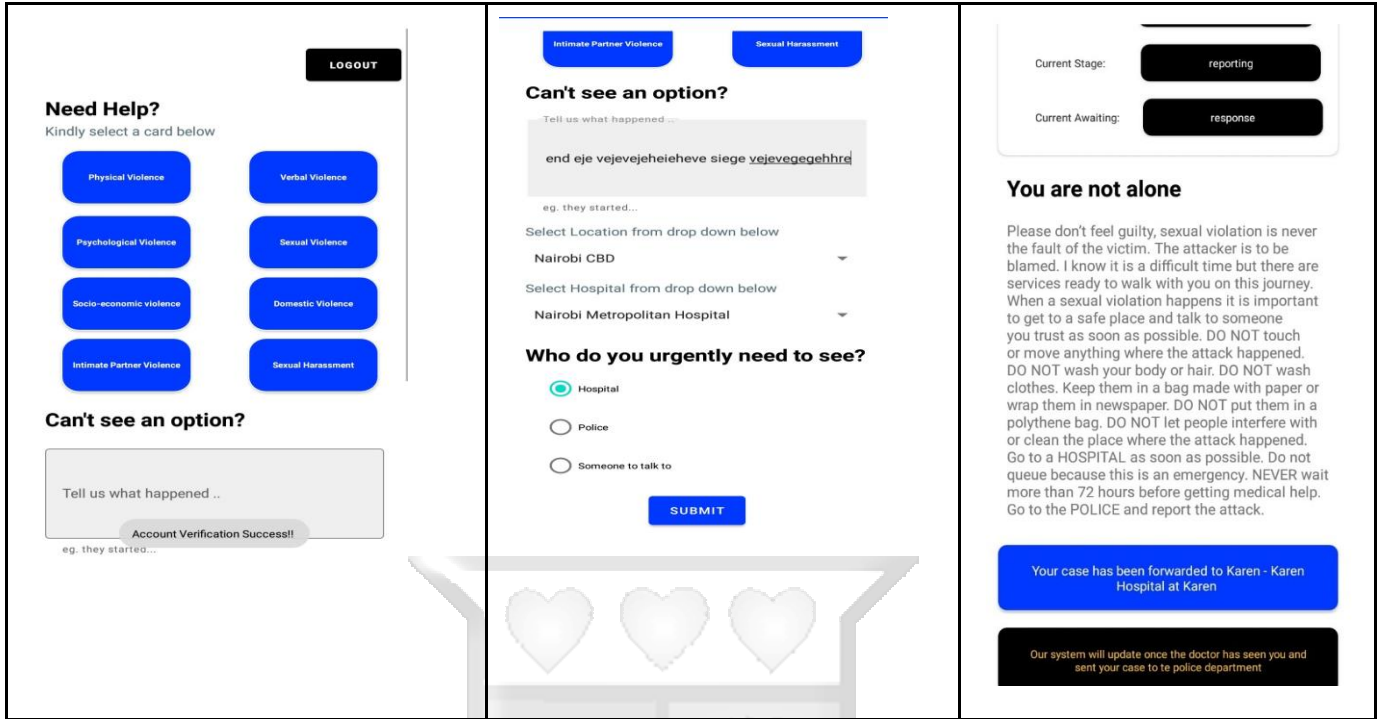 LOGOUT
Need Help?
Kindly select a card below
Physical Violence
Verbal Violence
Psychological Violence
Sexual Violence
Socio-economic violence
Domestic Violence
Intimate Partner Violence
Sexual Harassment
Can't see an option?
Tell us what happened ..
Account Verification Success!!
eg. they started...
Intimate Partner Violence
Sexual Harassment
Can't see an option?
Tell us what happened ..
end eje vejevejeheieheve siege vejevegegehhre
eg. they started...
Select Location from drop down below
Nairobi CBD
Select Hospital from drop down below
Nairobi Metropolitan Hospital
Who do you urgently need to see?
Hospital
Police
Someone to talk to
SUBMIT
Current Stage:
reporting
Current Awaiting:
response
You are not alone
Please don't feel guilty, sexual violation is never
the fault of the victim. The attacker is to be
blamed. I know it is a difficult time but there are
services ready to walk with you on this journey.
When a sexual violation happens it is important
to get to a safe place and talk to someone
you trust as soon as possible. DO NOT touch
or move anything where the attack happened.
DO NOT wash your body or hair. DO NOT wash
clothes. Keep them in a bag made with paper or
wrap them in newspaper. DO NOT put them in a
polythene bag. DO NOT let people interfere with
or clean the place where the attack happened.
Go to a HOSPITAL as soon as possible. Do not
queue because this is an emergency. NEVER wait
more than 72 hours before getting medical help.
Go to the POLICE and report the attack.
Your case has been forwarded to Karen - Karen
Hospital at Karen
Our system will update once the doctor has seen you and
sent your case to te police department